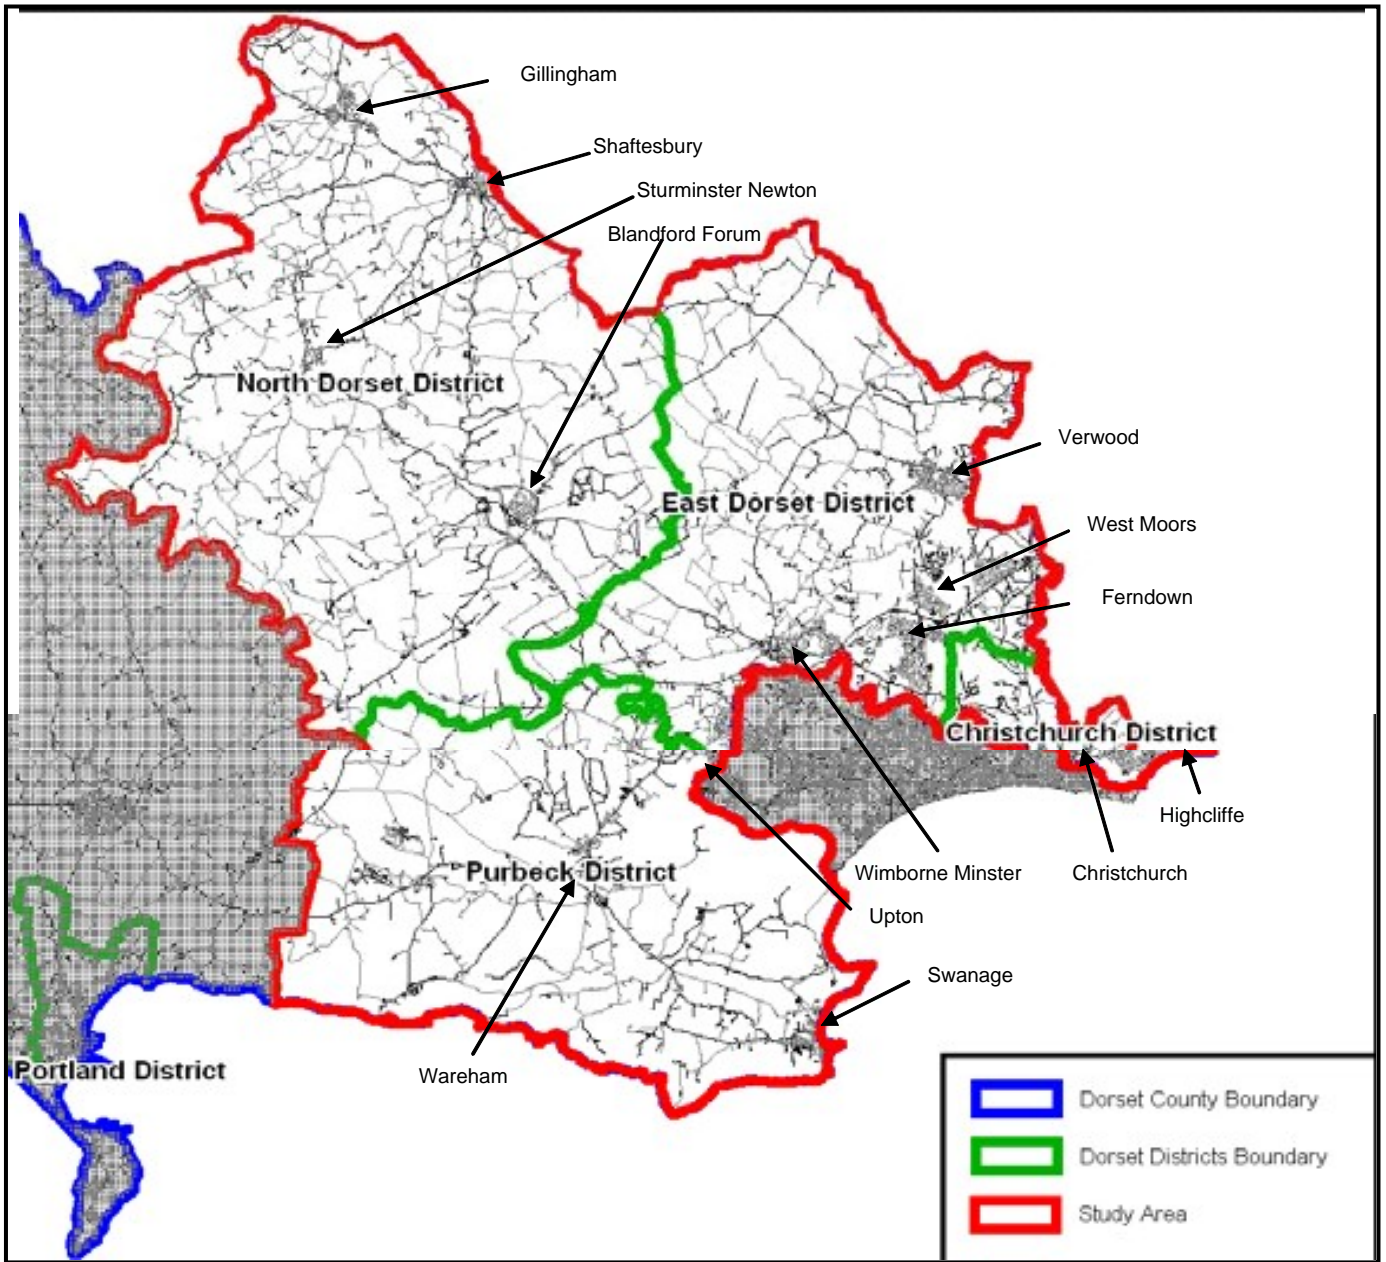 Gillingham
Shaftesbury
Sturminster Newton
Blandford Forum
North Dorset District
Verwood
East Dorset District
West Moors
Ferndown
Christchurch District
Highcliffe
Purbeck District
Wimborne Minster
Christchurch
Upton
Swanage
Wareham
Portland District
Dorset County Boundary
Dorset Districts Boundary
Study Area